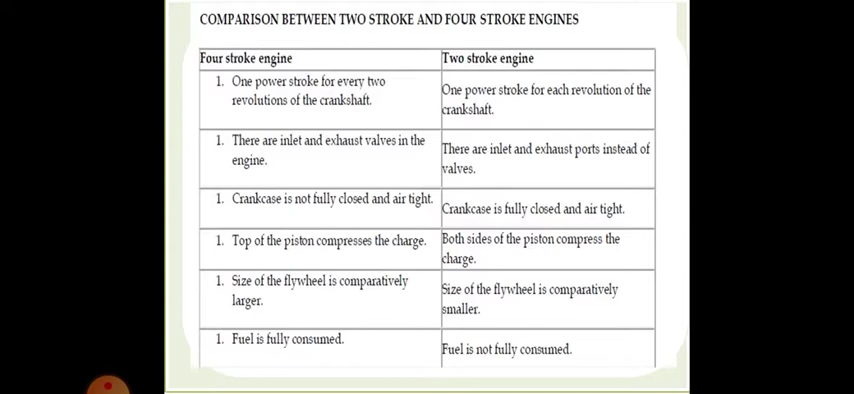 COMPARISON BETWEEN TWO STROKE AND FOUR STROKE ENGINES
Four stroke engine
Two stroke engine
1. One power stroke for every two
revolutions of the crankshaft.
One power stroke for each revolution of the
crankshaft.
1. There are inlet and exhaust valves in the
engine.
There are inlet and exhaust ports instead of
valves.
1. Crankcase is not fully closed and air tight.
Crankcase is fully closed and air tight.
1. Top of the piston compresses the charge.
Both sides of the piston compress the
charge.
1. Size of the flywheel is comparatively
larger.
Size of the flywheel is comparatively
smaller.
1. Fuel is fully consumed.
Fuel is not fully consumed.